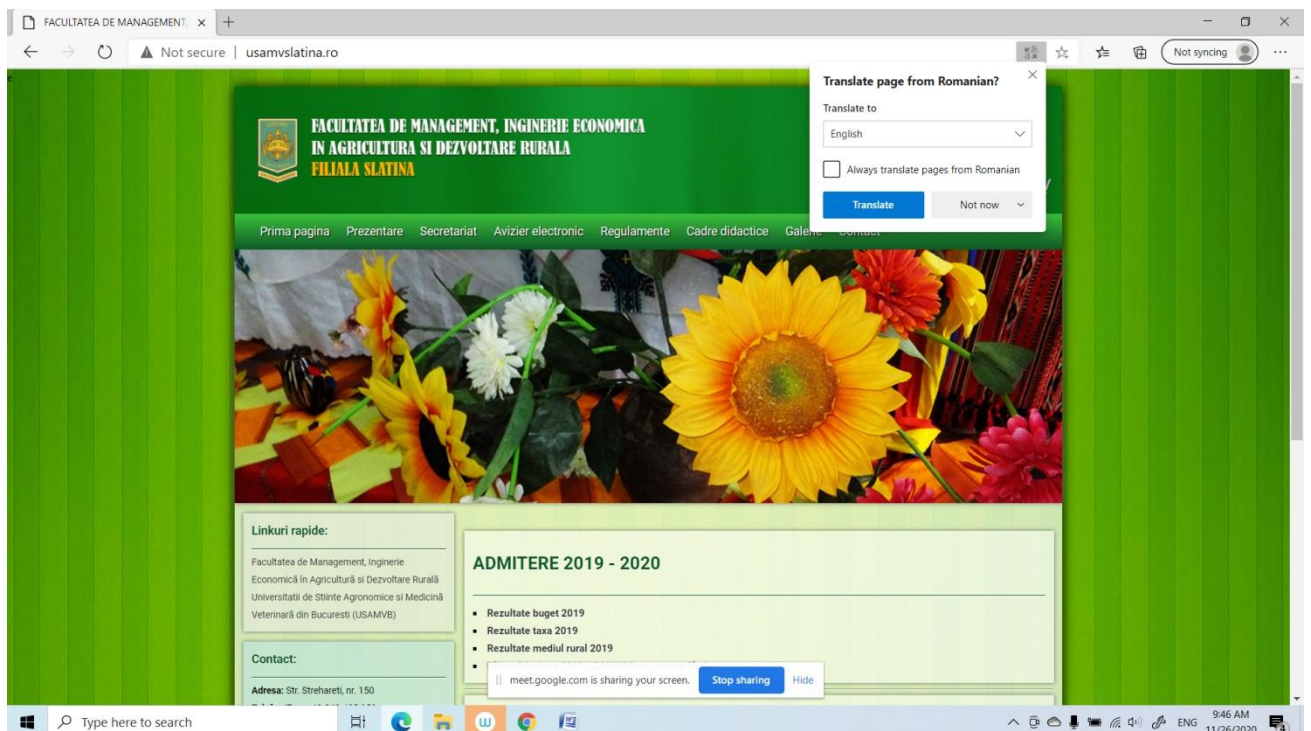 FACULTATEA DE MANAGEMENT,
Not secure | usamvslatina.ro
Not syncing
Translate page from Romanian?
Translate to
English
Always translate pages from Romanian
Translate
Not now
FACULTATEA DE MANAGEMENT, INGINERIE ECONOMICA
IN AGRICULTURA SI DEZVOLTARE RURALA
FILIALA SLATINA
Prima pagina Prezentare Secretariat Avizier electronic Regulamente Cadre didactice Galerie Contact
Linkuri rapide:
Facultatea de Management, Inginerie
Economică în Agricultură si Dezvoltare Rurală
Universitatii de Stiinte Agronomice si Medicină
Veterinară din Bucuresti (USAMVB)
Contact:
Adresa: Str. Strehareti, nr. 150
ADMITERE 2019 - 2020
Rezultate buget 2019
Rezultate taxa 2019
Rezultate mediul rural 2019
meet.google.com is sharing your screen.
Stop sharing
Hide
Type here to search
ENG
9:46 AM
11/26/2020